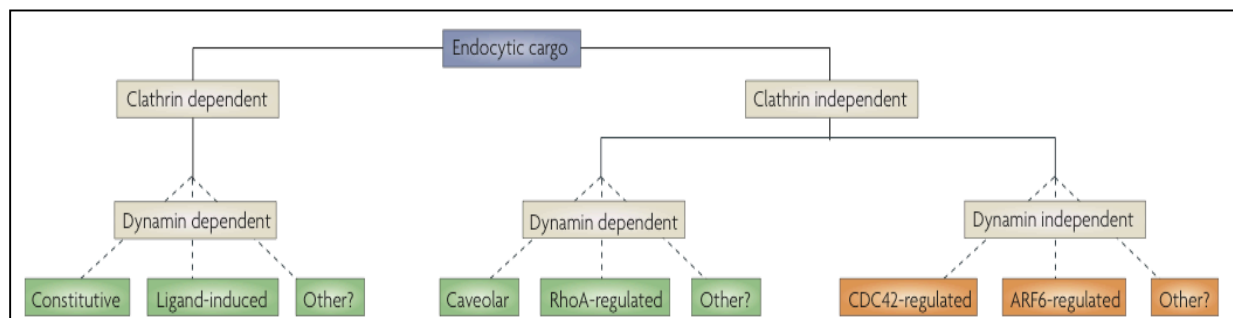 Endocytic cargo
Clathrin dependent
Clathrin independent
Dynamin dependent
Dynamin dependent
Dynamin independent
Constitutive
Ligand-induced
Other?
Caveolar
RhoA-regulated
Other?
CDC42-regulated
ARF6-regulated
Other?